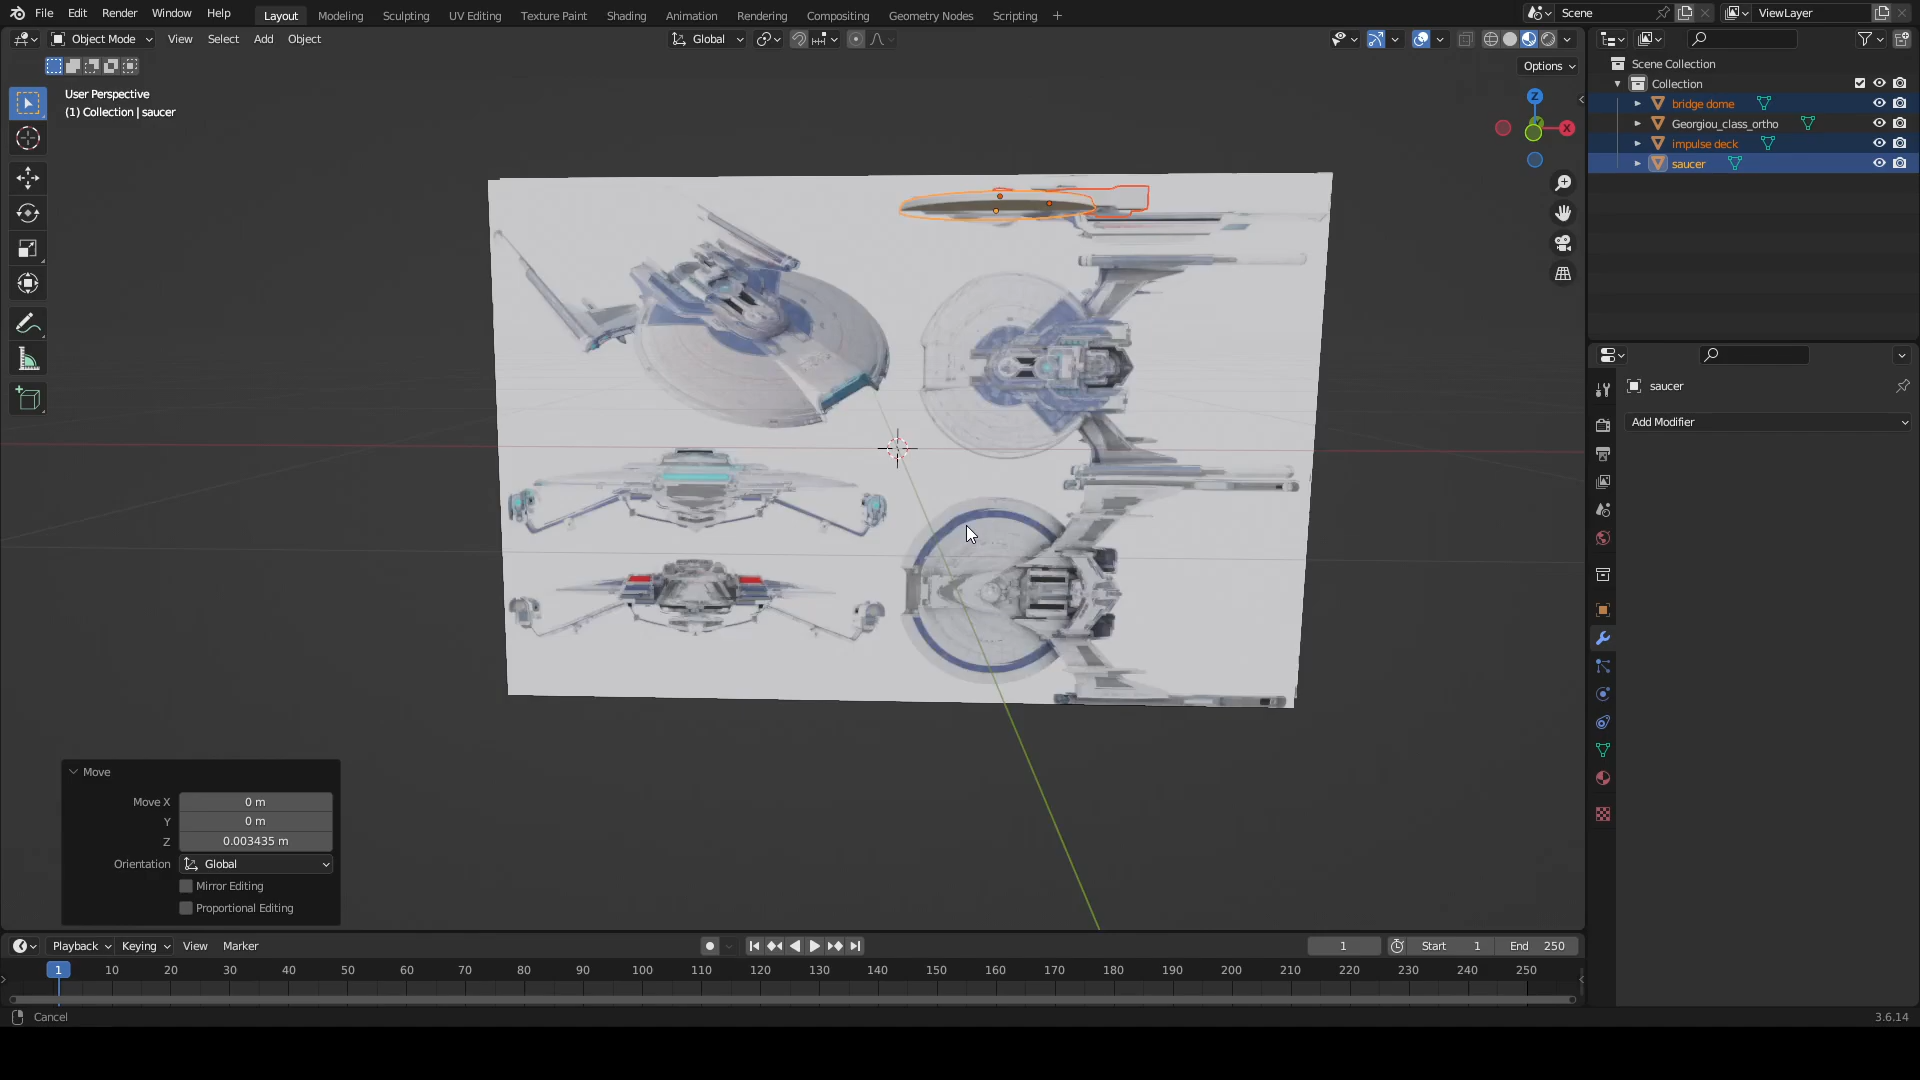 File Edit Render Window Help Layout Modeling Sculpting UV Editing Texture Paint Shading Animation Rendering Compositing Geometry Nodes Scripting + Scene ViewLayer
Object Mode View Select Add Object Global
Options
User Perspective
(1) Collection | saucer
Z
X
Scene Collection
Collection
bridge dome
Georgiou_class_ortho
impulse deck
saucer
saucer
Add Modifier
Move
Move X 0 m
Y 0 m
Z 0.003435 m
Orientation Global
Mirror Editing
Proportional Editing
Playback Keying View Marker 1 Start 1 End 250
1 10 20 30 40 50 60 70 80 90 100 110 120 130 140 150 160 170 180 190 200 210 220 230 240 250
Cancel 3.6.14